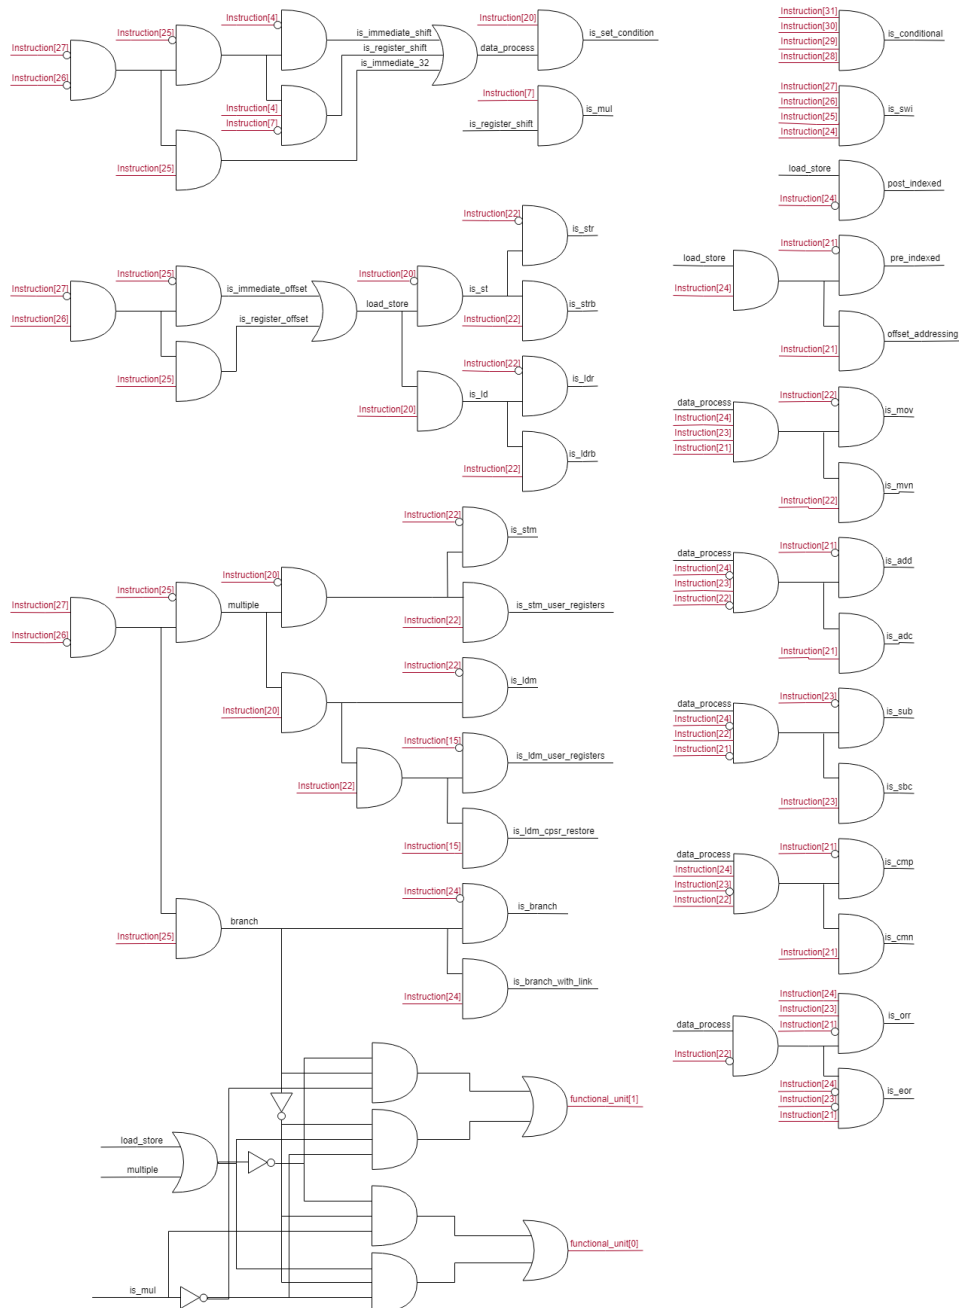 Instruction[27]
Instruction[26]
Instruction[25]
Instruction[4]
is_immediate_shift
is_register_shift
is_immediate_32
Instruction[4]
Instruction[7]
Instruction[25]
data_process
Instruction[20]
is_set_condition
Instruction[7]
is_register_shift
is_mul
Instruction[31]
Instruction[30]
Instruction[29]
Instruction[28]
is_conditional
Instruction[27]
Instruction[26]
Instruction[25]
Instruction[24]
is_swi
load_store
Instruction[24]
post_indexed
load_store
Instruction[24]
Instruction[21]
pre_indexed
Instruction[21]
offset_addressing
Instruction[27]
Instruction[26]
Instruction[25]
is_immediate_offset
is_register_offset
Instruction[25]
load_store
Instruction[20]
is_st
Instruction[22]
is_str
Instruction[22]
is_strb
Instruction[20]
is_ld
Instruction[22]
is_ldr
Instruction[22]
is_ldrb
data_process
Instruction[24]
Instruction[23]
Instruction[21]
Instruction[22]
is_mov
Instruction[22]
is_mvn
data_process
Instruction[24]
Instruction[23]
Instruction[22]
Instruction[21]
is_add
Instruction[21]
is_adc
data_process
Instruction[24]
Instruction[22]
Instruction[21]
Instruction[23]
is_sub
Instruction[23]
is_sbc
data_process
Instruction[24]
Instruction[23]
Instruction[22]
Instruction[21]
is_cmp
Instruction[21]
is_cmn
data_process
Instruction[22]
Instruction[24]
Instruction[23]
Instruction[21]
is_orr
Instruction[24]
Instruction[23]
Instruction[21]
is_eor
Instruction[27]
Instruction[26]
Instruction[25]
multiple
Instruction[20]
Instruction[22]
is_stm
Instruction[22]
is_stm_user_registers
Instruction[20]
Instruction[22]
is_ldm
Instruction[22]
Instruction[15]
is_ldm_user_registers
Instruction[15]
is_ldm_cpsr_restore
Instruction[25]
branch
Instruction[24]
is_branch
Instruction[24]
is_branch_with_link
load_store
multiple
is_mul
functional_unit[1]
functional_unit[0]